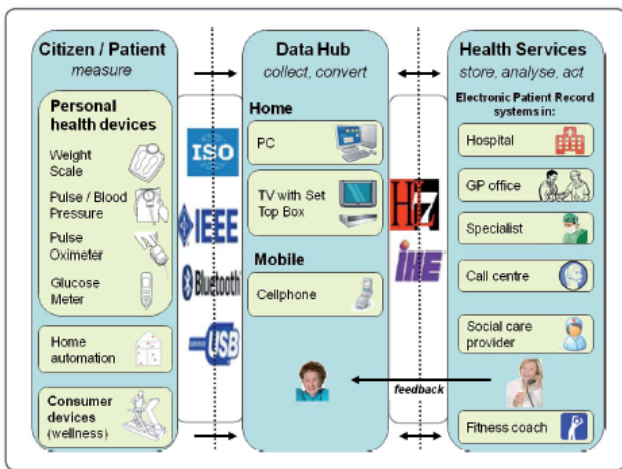 Citizen / Patient
measure
Personal
health devices
Weight
Scale
Pulse / Blood
Pressure
Pulse
Oximeter
Glucose
Meter
Home
automation
Consumer
devices
(wellness)
ISO
IEEE
Bluetooth
USB
Data Hub
collect, convert
Home
PC
TV with Set
Top Box
Mobile
Cellphone
HL7
IHE
feedback
Health Services
store, analyse, act
Electronic Patient Record
systems in:
Hospital
GP office
Specialist
Call centre
Social care
provider
Fitness coach